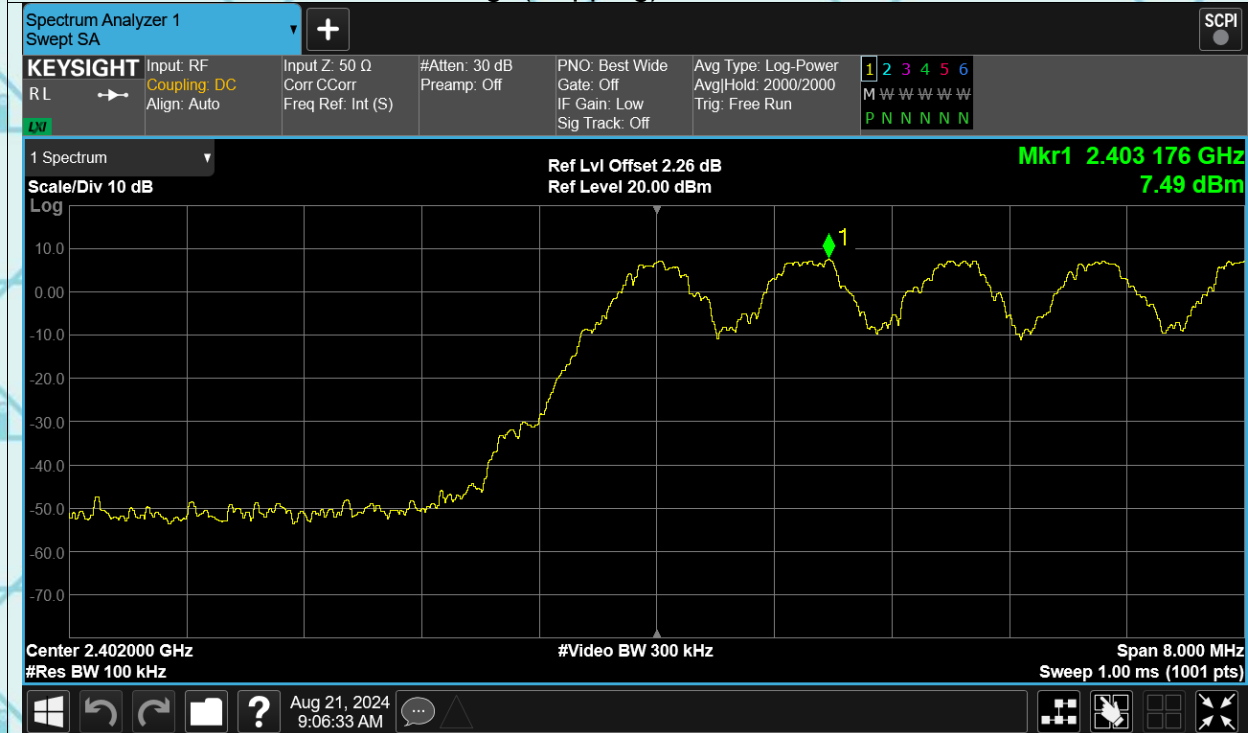 Spectrum Analyzer 1
Swept SA
SCPI
KEYSIGHT
R L
LXI
Input: RF
Coupling: DC
Align: Auto
Input Z: 50 Ω
Corr CCorr
Freq Ref: Int (S)
#Atten: 30 dB
Preamp: Off
PNO: Best Wide
Gate: Off
IF Gain: Low
Sig Track: Off
Avg Type: Log-Power
Avg|Hold: 2000/2000
Trig: Free Run
1 2 3 4 5 6
M W W W W W
P N N N N N
1 Spectrum
Scale/Div 10 dB
Log
Ref Lvl Offset 2.26 dB
Ref Level 20.00 dBm
Mkr1 2.403 176 GHz
7.49 dBm
1
10.0
0.00
-10.0
-20.0
-30.0
-40.0
-50.0
-60.0
-70.0
Center 2.402000 GHz
#Res BW 100 kHz
#Video BW 300 kHz
Span 8.000 MHz
Sweep 1.00 ms (1001 pts)
?
Aug 21, 2024
9:06:33 AM